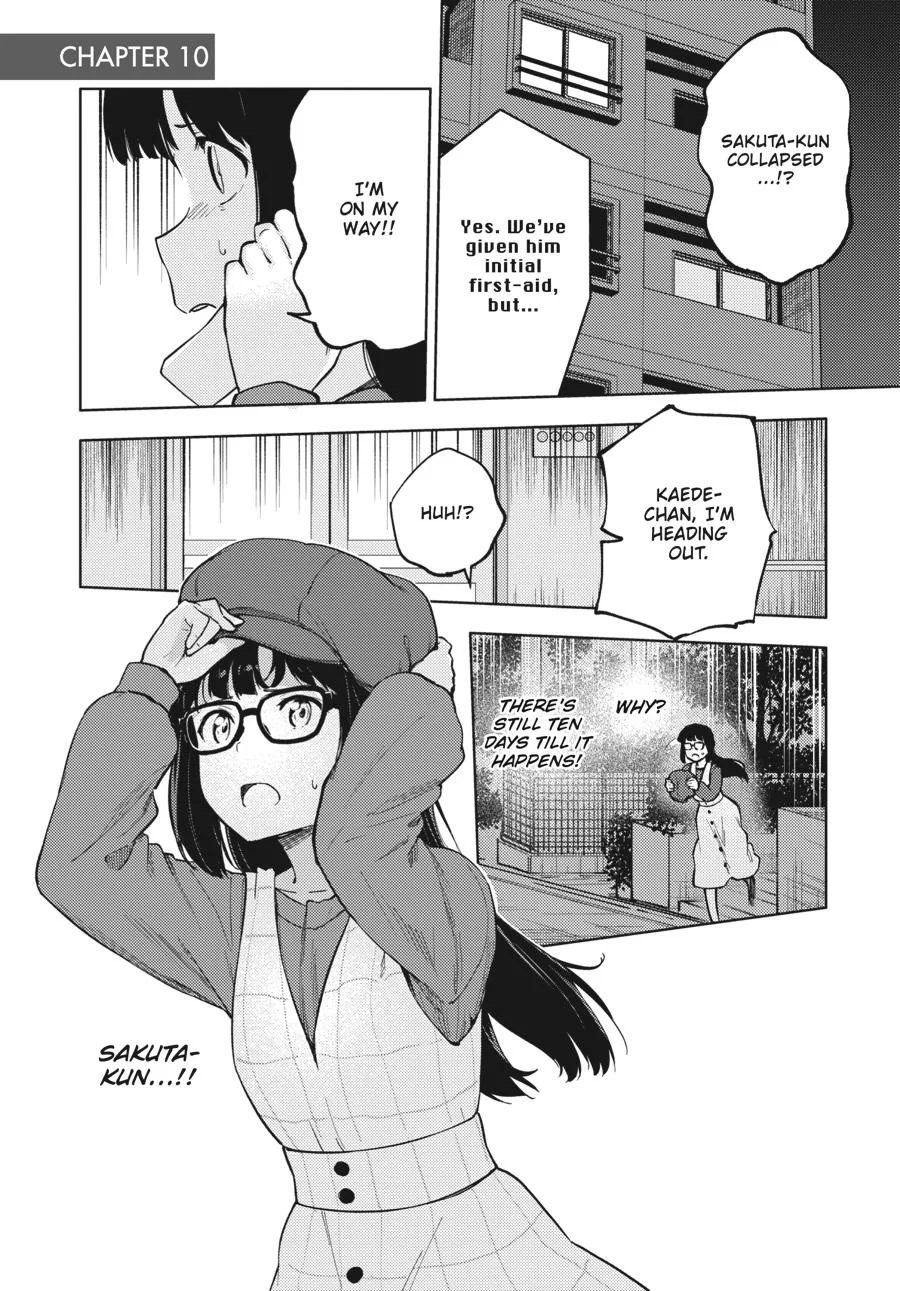 CHAPTER 10
SAKUTA-KUN
COLLAPSED
...!?
Yes. We've
given him
initial
first-aid,
but...
I'M
ON MY
WAY!!
KAEDE-
CHAN, I'M
HEADING
OUT.
HUH!?
WHY?
THERE'S
STILL TEN
DAYS TILL IT
HAPPENS!
SAKUTA-
KUN...!!